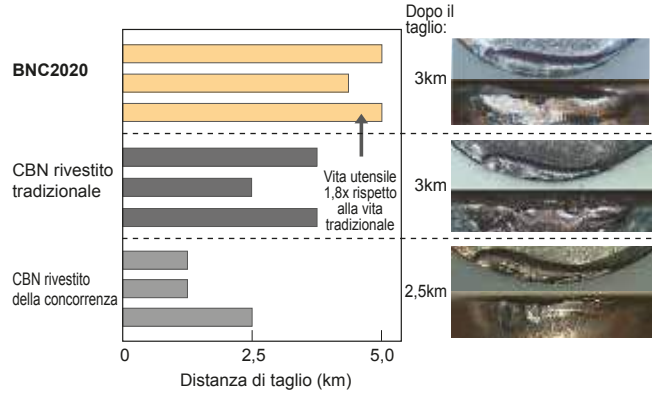 Dopo il
taglio:
BNC2020
3km
CBN rivestito
tradizionale
Vita utensile
1,8x rispetto
alla vita
tradizionale
3km
CBN rivestito
della concorrenza
2,5km
0 2,5 5,0
Distanza di taglio (km)